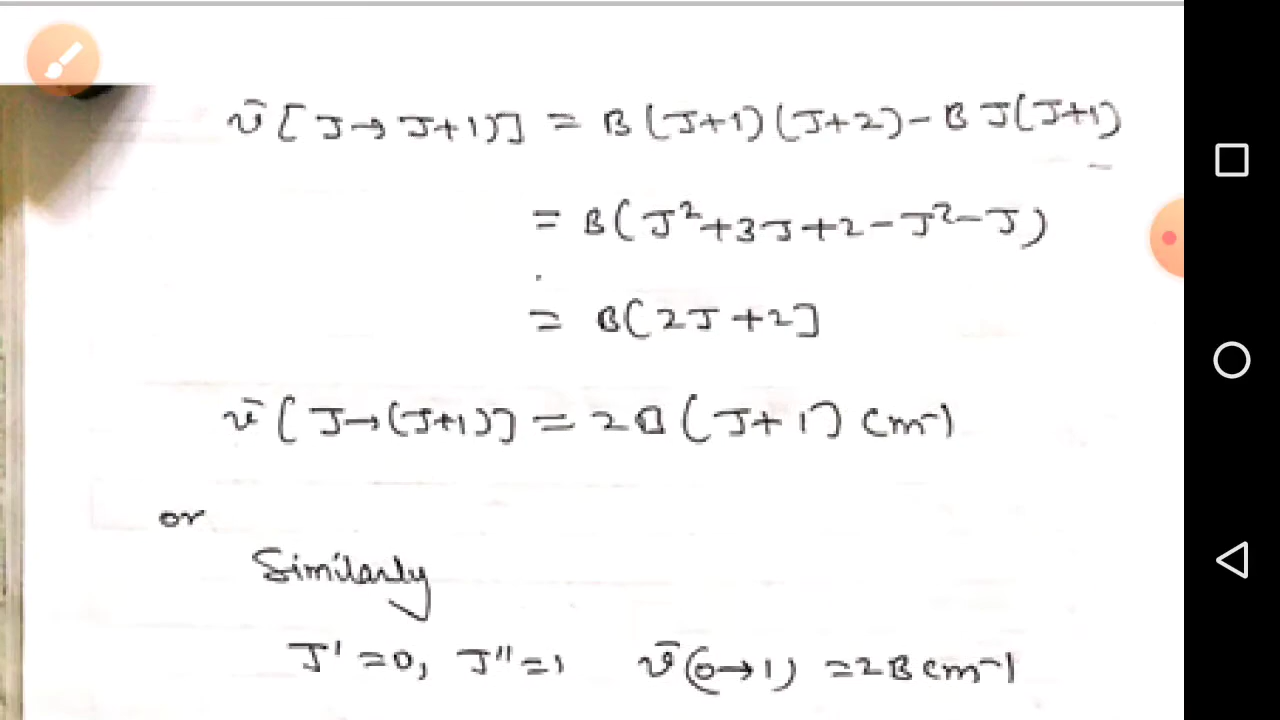 ν̄ [J→J+1)] = B(J+1)(J+2)-BJ(J+1)
= B(J²+3J+2-J²-J)
= B(2J+2]
ν̄ (J→(J+1)] = 2B(J+1) cm⁻¹
or
Similarly
J'=0, J''=1 ν̄(0→1) =2B cm⁻¹